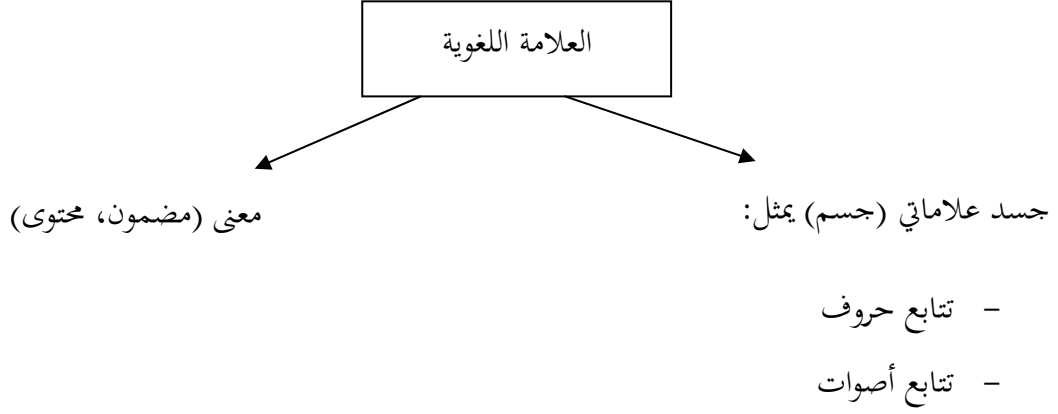 العلامة اللغوية
جسد علاماتي (جسم) يمثل:
معنى (مضمون، محتوى)
- تتابع حروف
- تتابع أصوات